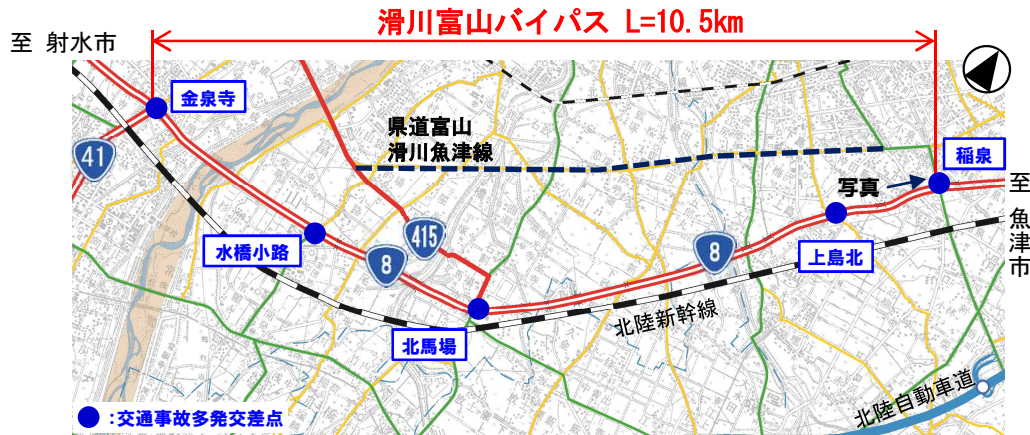 滑川富山バイパス L=10.5km
至 射水市
金泉寺
41
県道富山
滑川魚津線
稲泉
至 魚津市
写真
水橋小路
415
8
8
上島北
北馬場
北陸新幹線
北陸自動車道
:交通事故多発交差点